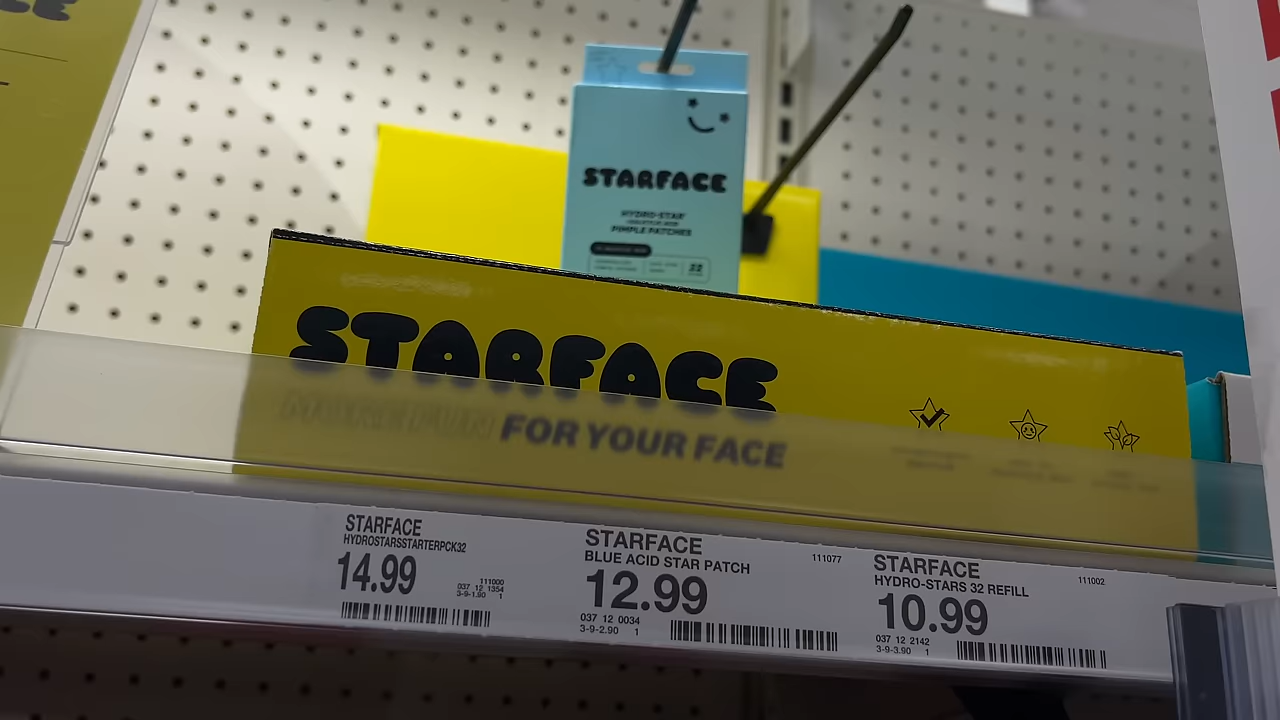 STARFACE
HYDRO-STAR
PIMPLE PATCHES
32
STARFACE
MORE FUN FOR YOUR FACE
STARFACE
HYDROSTARSSTARTERPCK32
14.99
111000
037 12 1354
3-9-1.90 1
STARFACE
BLUE ACID STAR PATCH
111077
12.99
037 12 0034
3-9-2.90 1
STARFACE
HYDRO-STARS 32 REFILL
111002
10.99
037 12 2142
3-9-3.90 1